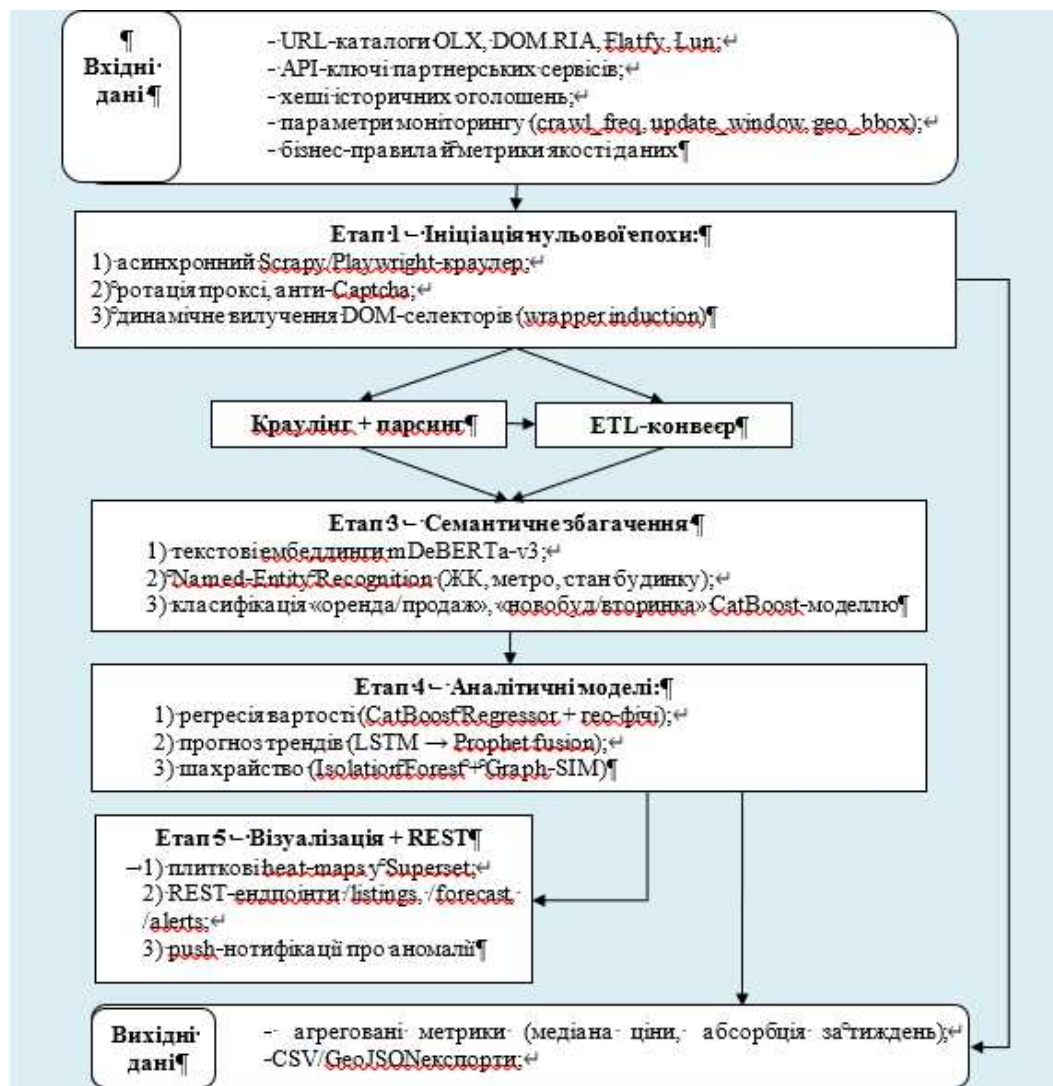 Вхідні дані
- URL-каталоги OLX, DOM.RIA, Flatfy, Lun;
- API-ключі партнерських сервісів;
- хеші історичних оголошень;
- параметри моніторингу (crawl_freq, update_window, geo_bbox);
- бізнес-правила й метрики якості даних
Етап 1 – Ініціація нульової епохи:
1) асинхронний Scrapy/Playwright-краулер;
2) ротація проксі, анти-Captcha;
3) динамічне вилучення DOM-селекторів (wrapper induction)
Краулінг + парсинг
ETL-конвеєр
Етап 3 – Семантичне збагачення
1) текстові ембеддинги mDeBERTa-v3;
2) Named-Entity Recognition (ЖК, метро, стан будинку);
3) класифікація «оренда/продаж», «новобуд/вторинка» CatBoost-моделлю
Етап 4 – Аналітичні моделі:
1) регресія вартості (CatBoost Regressor + гео-фічі);
2) прогноз трендів (LSTM → Prophet fusion);
3) шахрайство (IsolationForest + Graph-SIM)
Етап 5 – Візуалізація + REST
1) плиткові heat-maps у Superset;
2) REST-ендпоінти /listings, /forecast,
/alerts;
3) push-нотифікації про аномалії
Вихідні дані
- агреговані метрики (медіана ціни, абсорбція за тиждень);
-CSV/GeoJSONекспорти;